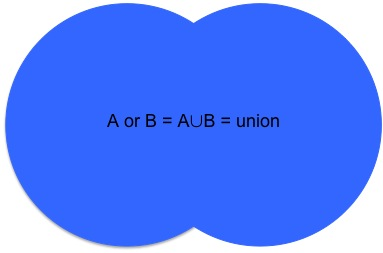 A or B = A∪B = union